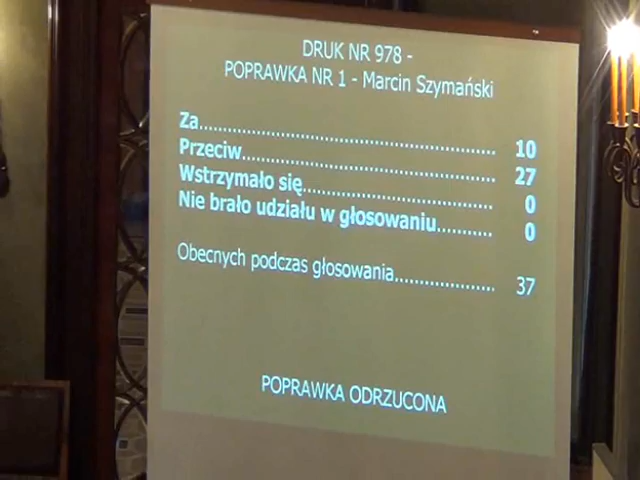 DRUK NR 978 -
POPRAWKA NR 1 - Marcin Szymański
Za............................................................ 10
Przeciw..................................................... 27
Wstrzymało się........................................ 0
Nie brało udziału w głosowaniu........... 0
Obecnych podczas głosowania.................. 37
POPRAWKA ODRZUCONA